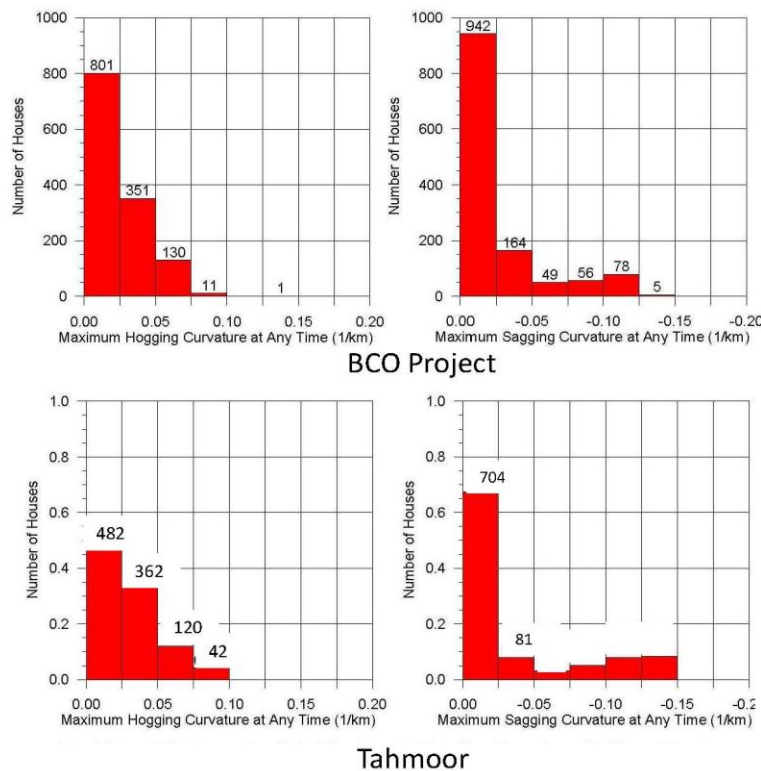 Number of Houses
1000
800
600
400
200
0
801
351
130
11
1
0.00 0.05 0.10 0.15 0.20
Maximum Hogging Curvature at Any Time (1/km)
Number of Houses
1000
800
600
400
200
0
942
164
49
56
78
5
0.00 -0.05 -0.10 -0.15 -0.20
Maximum Sagging Curvature at Any Time (1/km)
BCO Project
Number of Houses
1.0
0.8
0.6
0.4
0.2
0.0
482
362
120
42
0.00 0.05 0.10 0.15 0.20
Maximum Hogging Curvature at Any Time (1/km)
Number of Houses
1.0
0.8
0.6
0.4
0.2
0.0
704
81
0.00 -0.05 -0.10 -0.15
Maximum Sagging Curvature at Any Time (1/km)
Tahmoor